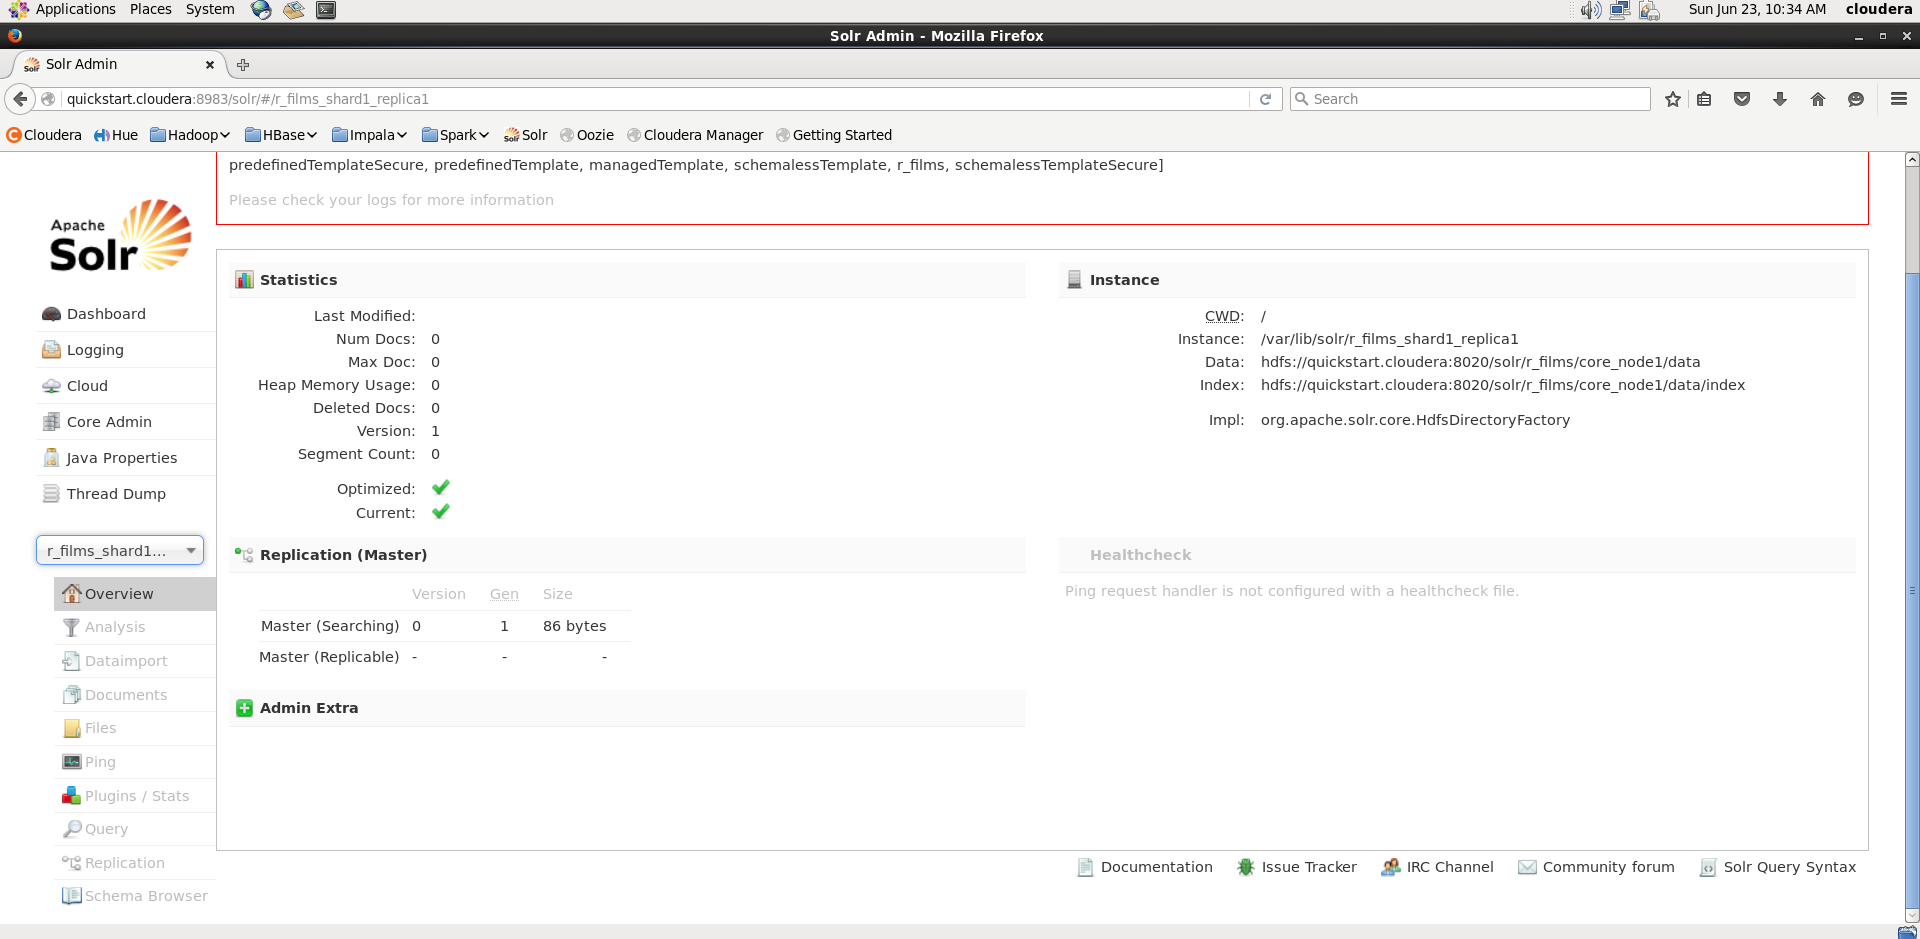 Applications Places System Sun Jun 23, 10:34 AM cloudera
Solr Admin - Mozilla Firefox
Solr Solr Admin
quickstart.cloudera:8983/solr/#/r_films_shard1_replica1 Search
Cloudera Hue Hadoop HBase Impala Spark Solr Solr Oozie Cloudera Manager Getting Started
predefinedTemplateSecure, predefinedTemplate, managedTemplate, schemalessTemplate, r_films, schemalessTemplateSecure]
Please check your logs for more information
Apache
Solr
Dashboard
Logging
Cloud
Core Admin
Java Properties
Thread Dump
r_films_shard1...
Overview
Analysis
Dataimport
Documents
Files
Ping
Plugins / Stats
Query
Replication
Schema Browser
Statistics
Last Modified:
Num Docs: 0
Max Doc: 0
Heap Memory Usage: 0
Deleted Docs: 0
Version: 1
Segment Count: 0
Optimized:
Current:
Instance
CWD: /
Instance: /var/lib/solr/r_films_shard1_replica1
Data: hdfs://quickstart.cloudera:8020/solr/r_films/core_node1/data
Index: hdfs://quickstart.cloudera:8020/solr/r_films/core_node1/data/index
Impl: org.apache.solr.core.HdfsDirectoryFactory
Replication (Master)
Version Gen Size
Master (Searching) 0 1 86 bytes
Master (Replicable) - - -
Healthcheck
Ping request handler is not configured with a healthcheck file.
Admin Extra
Documentation Issue Tracker IRC Channel Community forum Solr Query Syntax